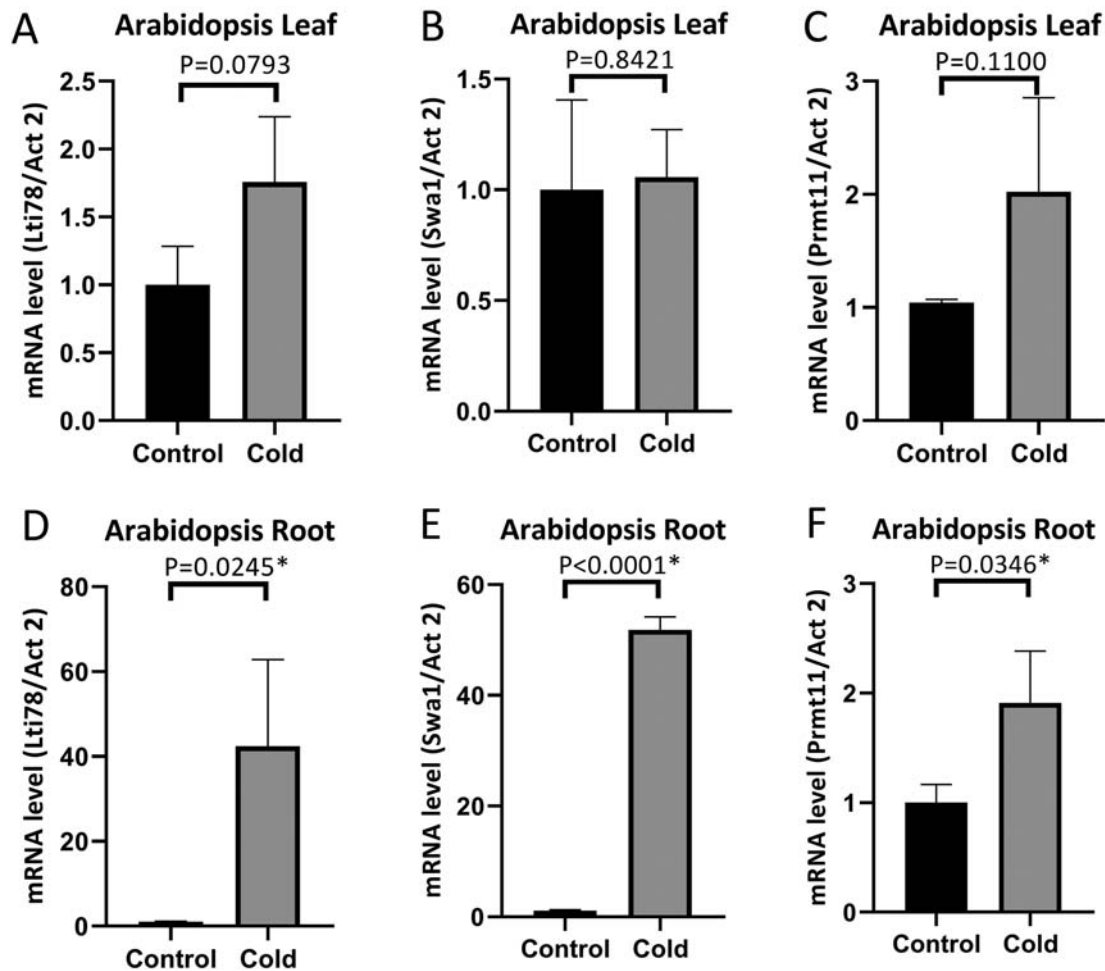 A
Arabidopsis Leaf
P=0.0793
mRNA level (Lti78/Act 2)
2.5
2.0
1.5
1.0
0.5
0.0
Control
Cold
B
Arabidopsis Leaf
P=0.8421
mRNA level (Swa1/Act 2)
1.5
1.0
0.5
0.0
Control
Cold
C
Arabidopsis Leaf
P=0.1100
mRNA level (Prmt11/Act 2)
3
2
1
0
Control
Cold
D
Arabidopsis Root
P=0.0245*
mRNA level (Lti78/Act 2)
80
60
40
20
0
Control
Cold
E
Arabidopsis Root
P<0.0001*
mRNA level (Swa1/Act 2)
60
40
20
0
Control
Cold
F
Arabidopsis Root
P=0.0346*
mRNA level (Prmt11/Act 2)
3
2
1
0
Control
Cold